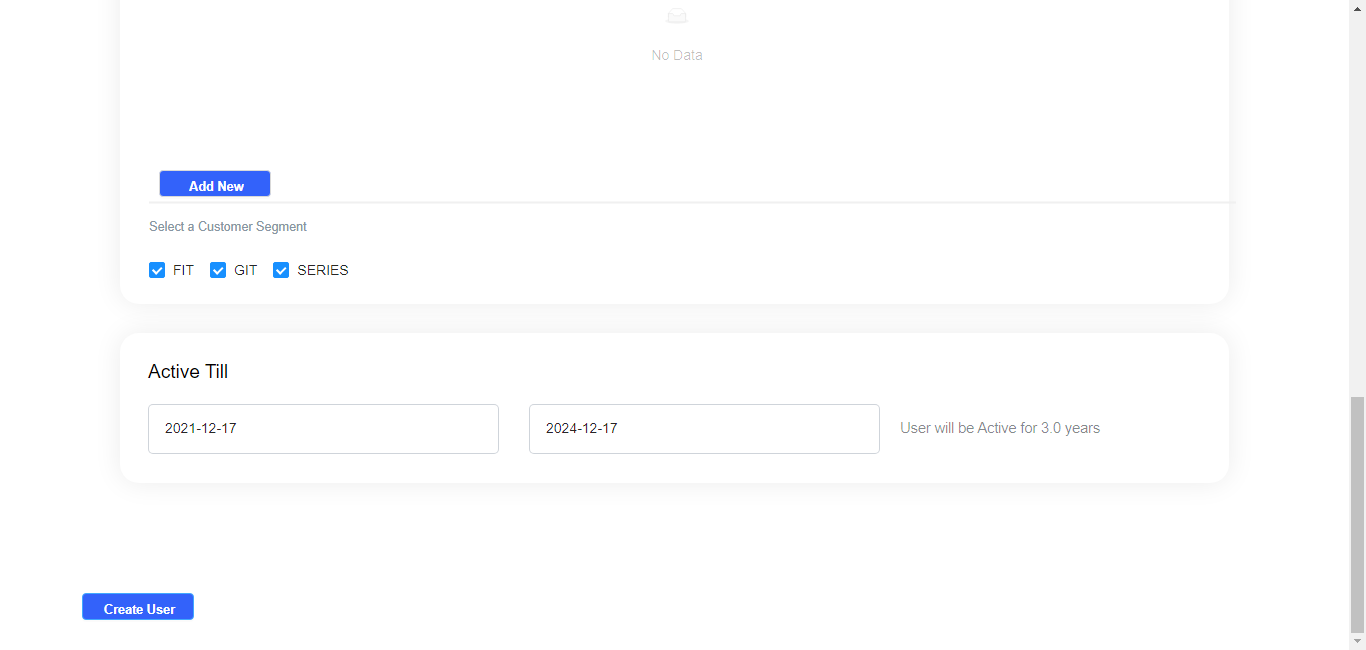 No Data
Add New
Select a Customer Segment
FIT GIT SERIES
Active Till
2021-12-17 2024-12-17 User will be Active for 3.0 years
Create User